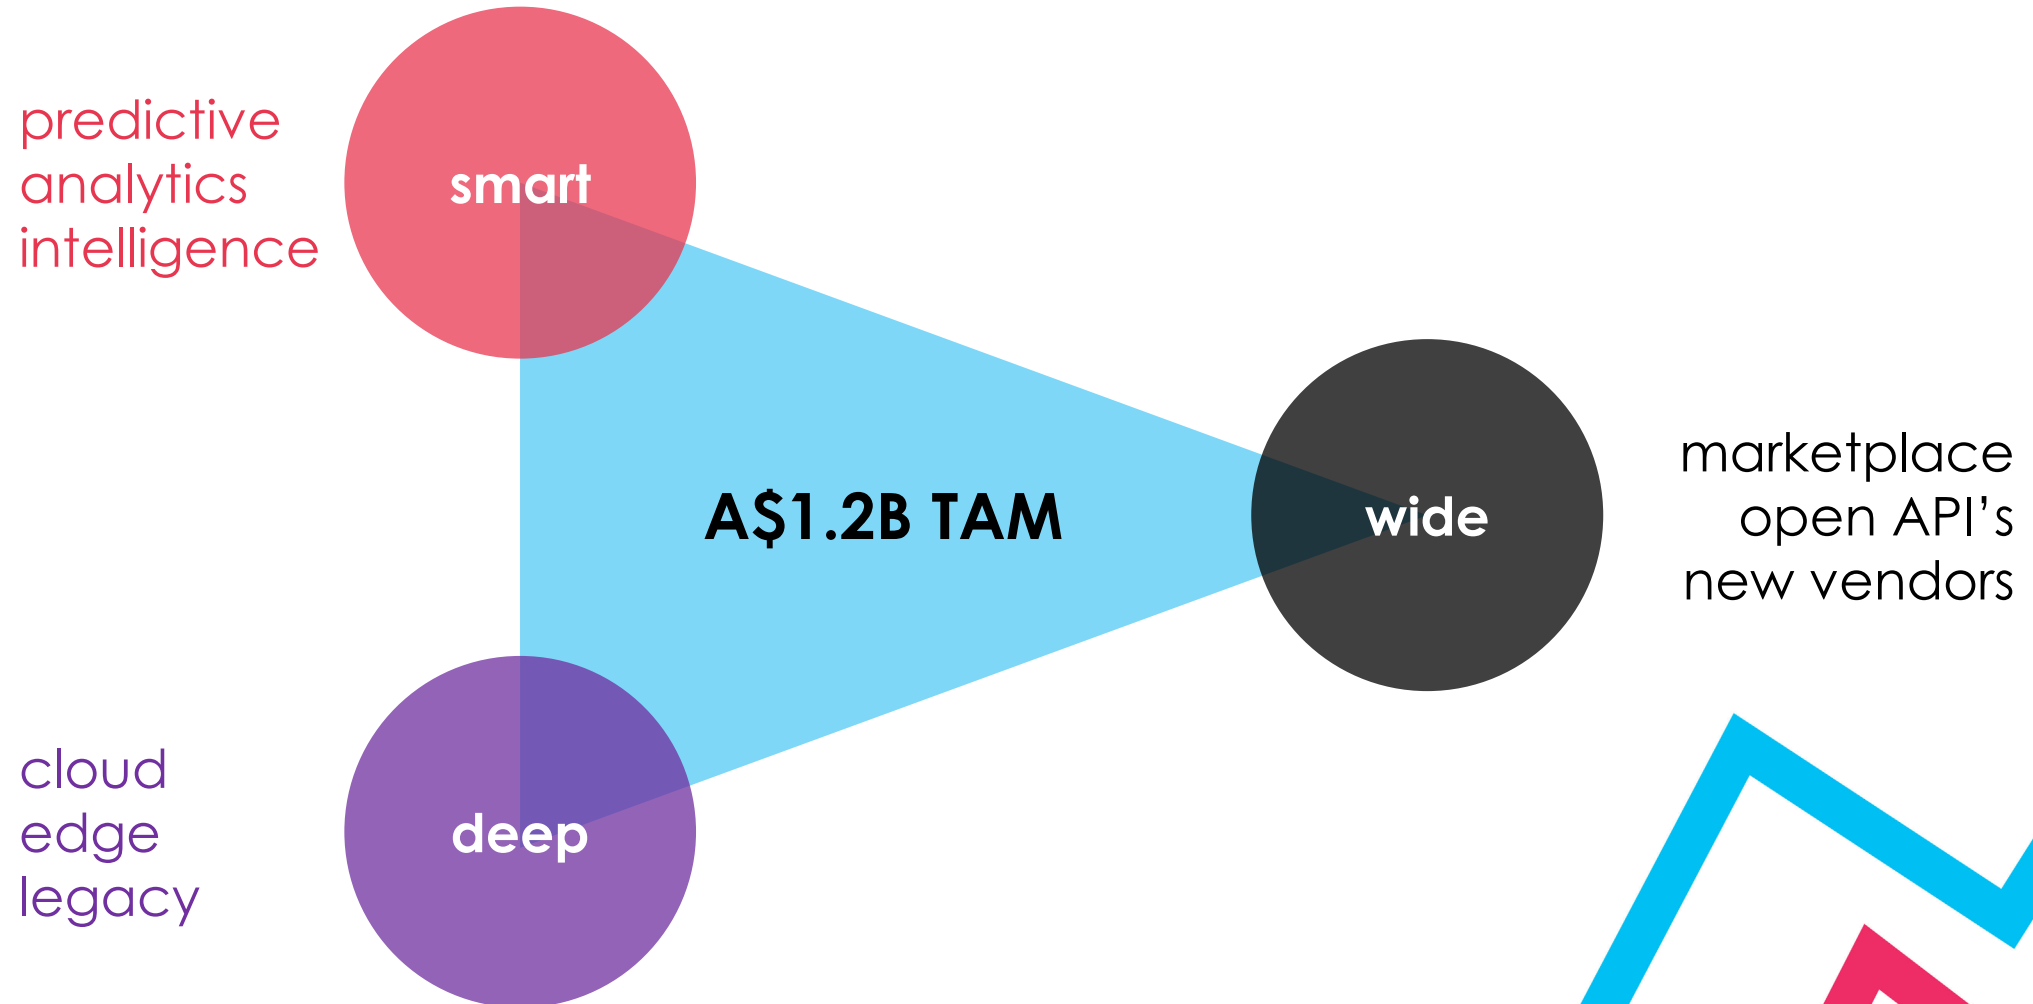 predictive
analytics
intelligence
smart
A$1.2B TAM
wide
marketplace
open API’s
new vendors
cloud
edge
legacy
deep